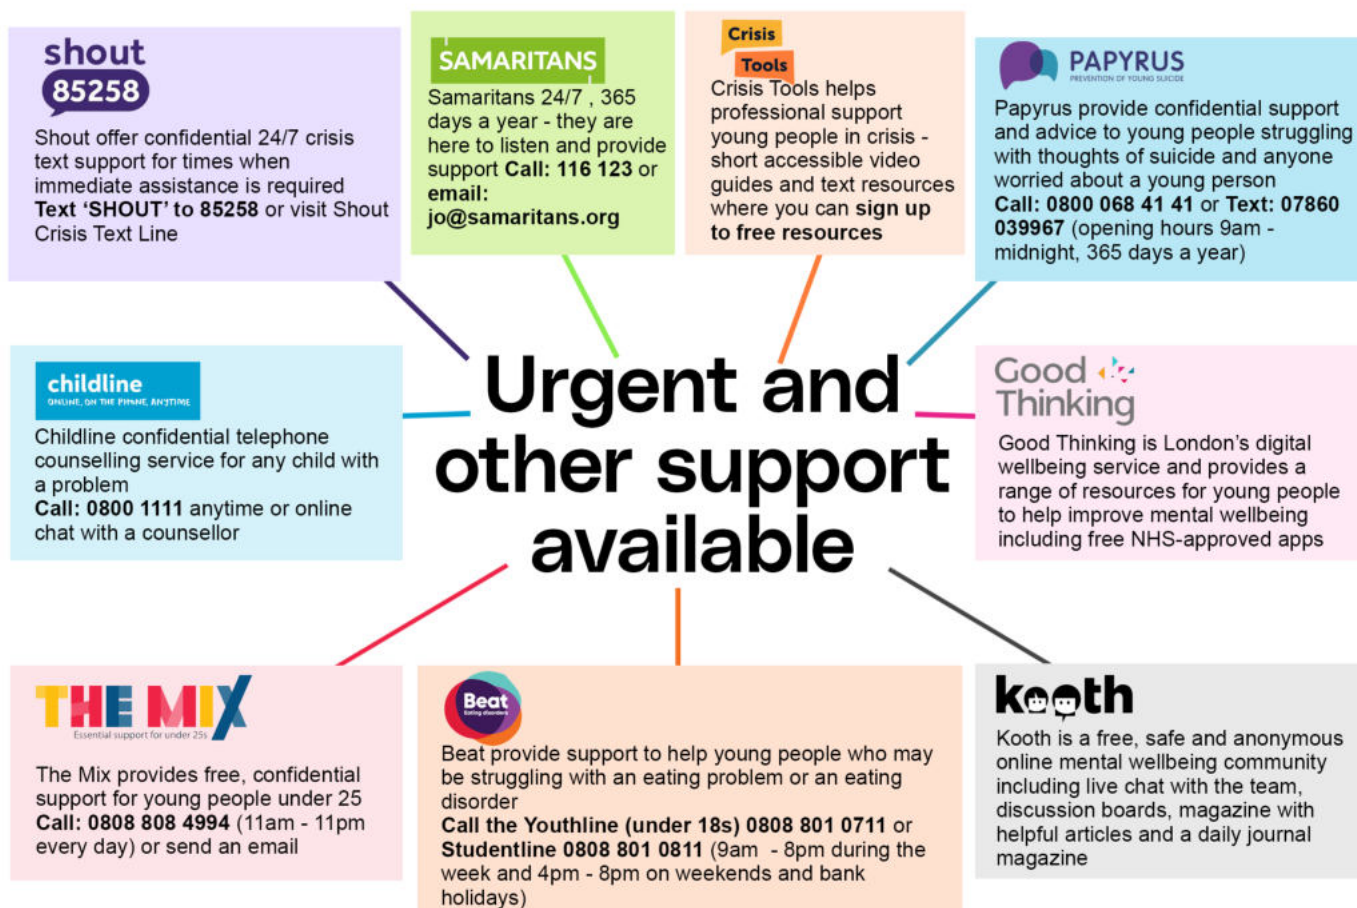 shout
85258
Shout offer confidential 24/7 crisis
text support for times when
immediate assistance is required
Text ‘SHOUT’ to 85258 or visit Shout
Crisis Text Line
SAMARITANS
Samaritans 24/7 , 365
days a year - they are
here to listen and provide
support Call: 116 123 or
email:
jo@samaritans.org
Crisis
Tools
Crisis Tools helps
professional support
young people in crisis -
short accessible video
guides and text resources
where you can sign up
to free resources
PAPYRUS
PREVENTION OF YOUNG SUICIDE
Papyrus provide confidential support
and advice to young people struggling
with thoughts of suicide and anyone
worried about a young person
Call: 0800 068 41 41 or Text: 07860
039967 (opening hours 9am -
midnight, 365 days a year)
childline
ONLINE, ON THE PHONE, ANYTIME
Childline confidential telephone
counselling service for any child with
a problem
Call: 0800 1111 anytime or online
chat with a counsellor
Urgent and
other support
available
Good
Thinking
Good Thinking is London’s digital
wellbeing service and provides a
range of resources for young people
to help improve mental wellbeing
including free NHS-approved apps
THE MIX
Essential support for under 25s
The Mix provides free, confidential
support for young people under 25
Call: 0808 808 4994 (11am - 11pm
every day) or send an email
Beat
Eating disorders
Beat provide support to help young people who may
be struggling with an eating problem or an eating
disorder
Call the Youthline (under 18s) 0808 801 0711 or
Studentline 0808 801 0811 (9am  - 8pm during the
week and 4pm - 8pm on weekends and bank
holidays)
kooth
Kooth is a free, safe and anonymous
online mental wellbeing community
including live chat with the team,
discussion boards, magazine with
helpful articles and a daily journal
magazine